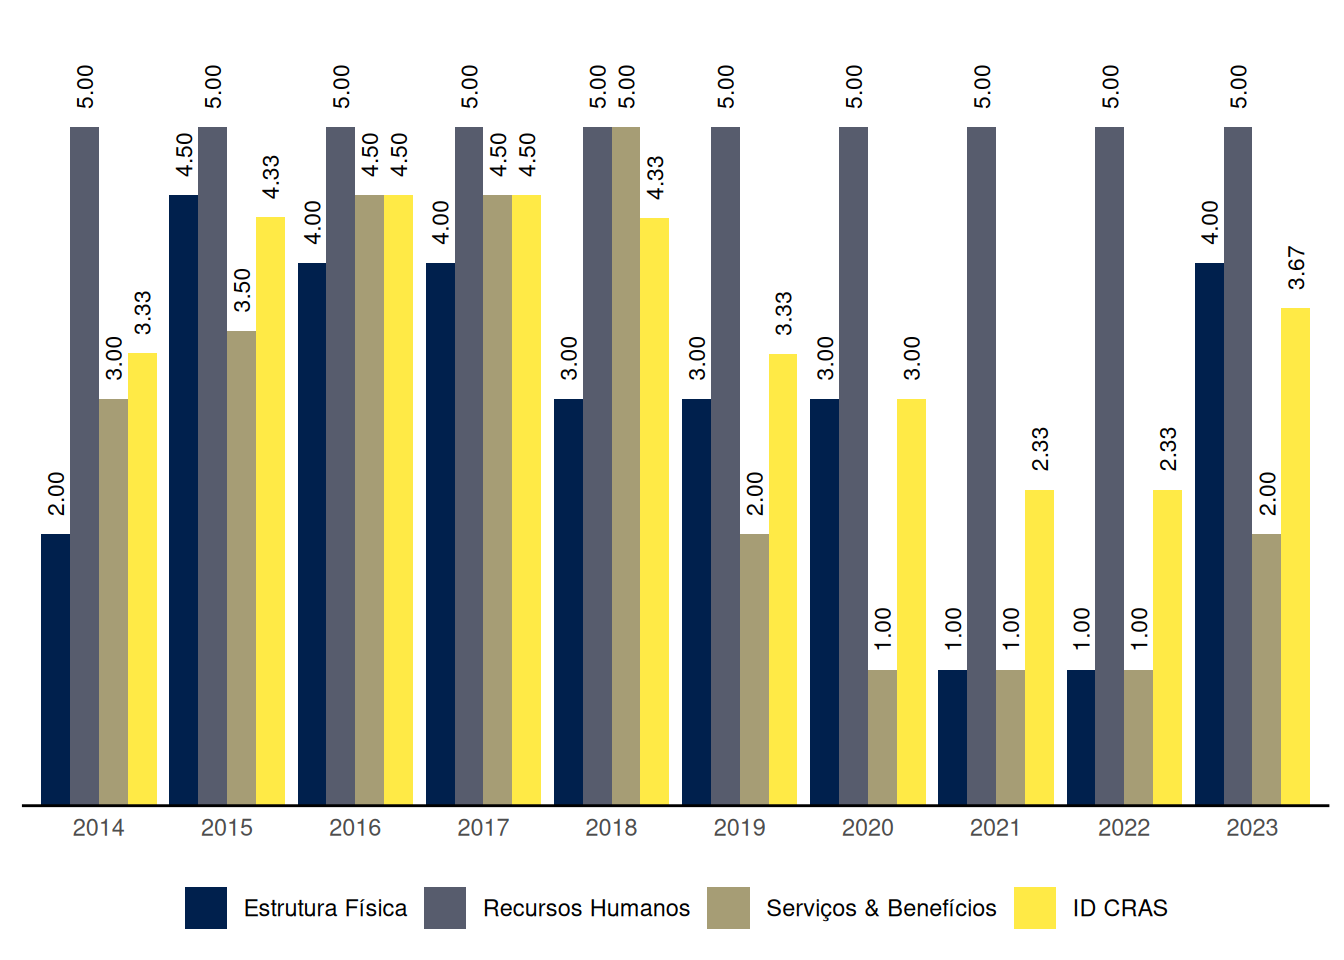 2.00 5.00 3.00 3.33
4.50 5.00 3.50 4.33
4.00 5.00 4.50 4.50
4.00 5.00 4.50 4.50
3.00 5.00 5.00 4.33
3.00 5.00 2.00 3.33
3.00 5.00 1.00 3.00
1.00 5.00 1.00 2.33
1.00 5.00 1.00 2.33
4.00 5.00 2.00 3.67
2014 2015 2016 2017 2018 2019 2020 2021 2022 2023
Estrutura Física Recursos Humanos Serviços & Benefícios ID CRAS